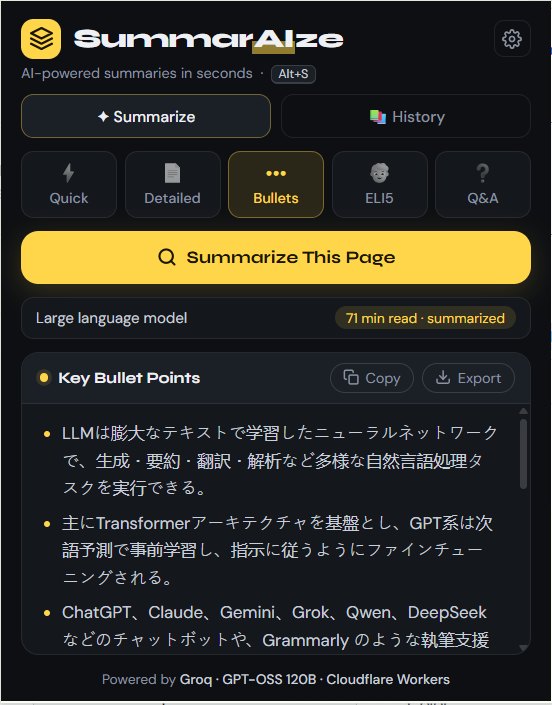 SummarAIze
AI-powered summaries in seconds · Alt+S
✦ Summarize
History
Quick
Detailed
Bullets
ELI5
? Q&A
Summarize This Page
Large language model
71 min read · summarized
Key Bullet Points
Copy
Export
• LLMは膨大なテキストで学習したニューラルネットワーク
で、生成・要約・翻訳・解析など多様な自然言語処理タ
スクを実行できる。
• 主にTransformerアーキテクチャを基盤とし、GPT系は次
語予測で事前学習し、指示に従うようにファインチュー
ニングされる。
• ChatGPT、Claude、Gemini、Grok、Qwen、DeepSeek
などのチャットボットや、Grammarly のような執筆支援
Powered by Groq · GPT-OSS 120B · Cloudflare Workers